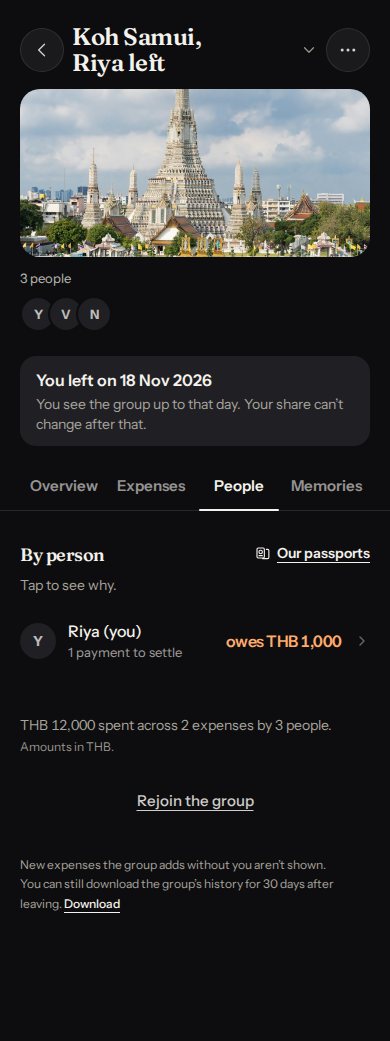 Koh Samui,
Riya left
3 people
Y V N
You left on 18 Nov 2026
You see the group up to that day. Your share can't
change after that.
Overview Expenses People Memories
By person Our passports
Tap to see why.
Y Riya (you) owes THB 1,000
1 payment to settle
THB 12,000 spent across 2 expenses by 3 people.
Amounts in THB.
Rejoin the group
New expenses the group adds without you aren't shown.
You can still download the group's history for 30 days after
leaving. Download